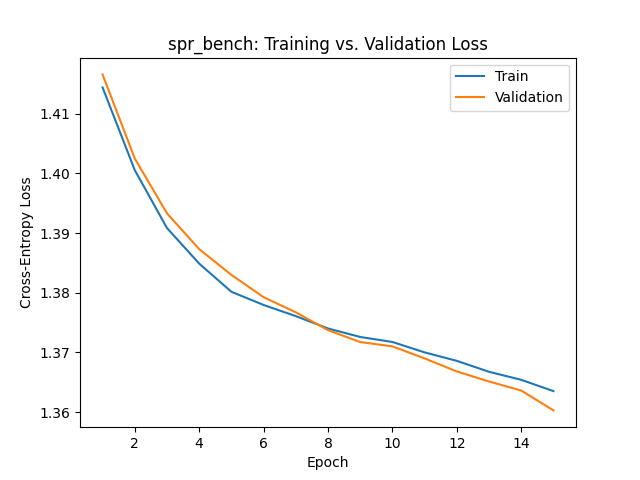 spr_bench: Training vs. Validation Loss
Train
Validation
1.41
1.40
1.39
1.38
1.37
1.36
Cross-Entropy Loss
2
4
6
8
10
12
14
Epoch